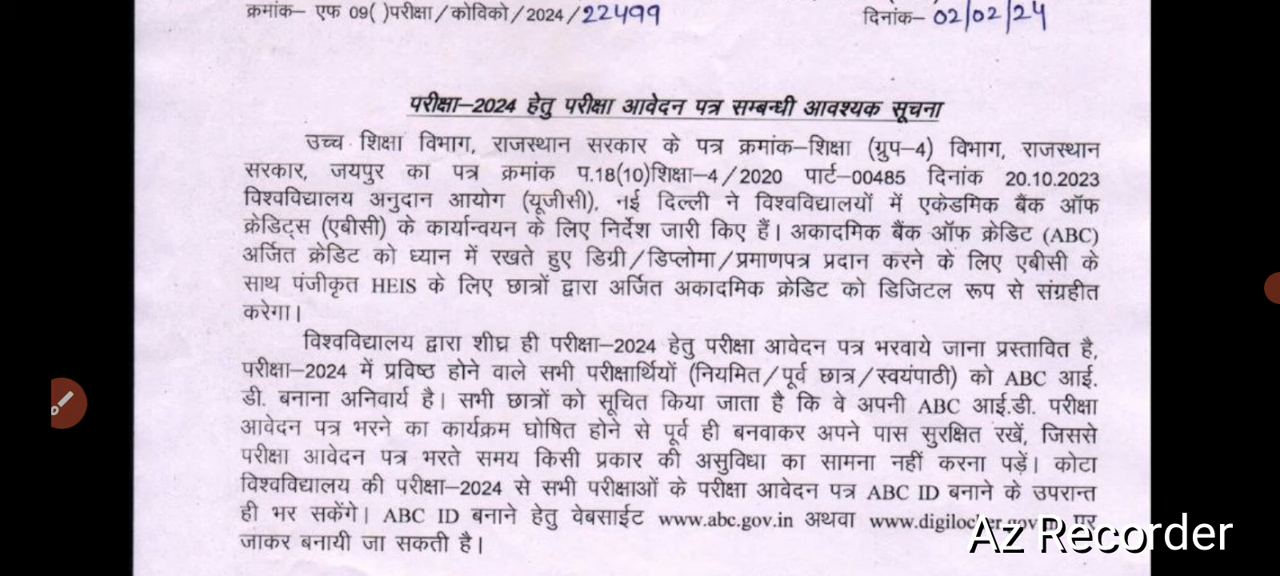 क्रमांक– एफ 09( )परीक्षा/कोविको/2024/22499 दिनांक– 02/02/24
परीक्षा–2024 हेतु परीक्षा आवेदन पत्र सम्बन्धी आवश्यक सूचना
उच्च शिक्षा विभाग, राजस्थान सरकार के पत्र क्रमांक–शिक्षा (ग्रुप–4) विभाग, राजस्थान
सरकार, जयपुर का पत्र क्रमांक प.18(10)शिक्षा–4/2020 पार्ट–00485 दिनांक 20.10.2023
विश्वविद्यालय अनुदान आयोग (यूजीसी), नई दिल्ली ने विश्वविद्यालयों में एकेडमिक बैंक ऑफ
क्रेडिट्स (एबीसी) के कार्यान्वयन के लिए निर्देश जारी किए हैं। अकादमिक बैंक ऑफ क्रेडिट (ABC)
अर्जित क्रेडिट को ध्यान में रखते हुए डिग्री/डिप्लोमा/प्रमाणपत्र प्रदान करने के लिए एबीसी के
साथ पंजीकृत HEIS के लिए छात्रों द्वारा अर्जित अकादमिक क्रेडिट को डिजिटल रूप से संग्रहीत
करेगा।
विश्वविद्यालय द्वारा शीघ्र ही परीक्षा–2024 हेतु परीक्षा आवेदन पत्र भरवाये जाना प्रस्तावित है,
परीक्षा–2024 में प्रविष्ठ होने वाले सभी परीक्षार्थियों (नियमित/पूर्व छात्र/स्वयंपाठी) को ABC आई.
डी. बनाना अनिवार्य है। सभी छात्रों को सूचित किया जाता है कि वे अपनी ABC आई.डी. परीक्षा
आवेदन पत्र भरने का कार्यक्रम घोषित होने से पूर्व ही बनवाकर अपने पास सुरक्षित रखें, जिससे
परीक्षा आवेदन पत्र भरते समय किसी प्रकार की असुविधा का सामना नहीं करना पड़ें। कोटा
विश्वविद्यालय की परीक्षा–2024 से सभी परीक्षाओं के परीक्षा आवेदन पत्र ABC ID बनाने के उपरान्त
ही भर सकेंगे। ABC ID बनाने हेतु वेबसाईट www.abc.gov.in अथवा www.digilocker.gov.in पर
जाकर बनायी जा सकती है।
Az Recorder